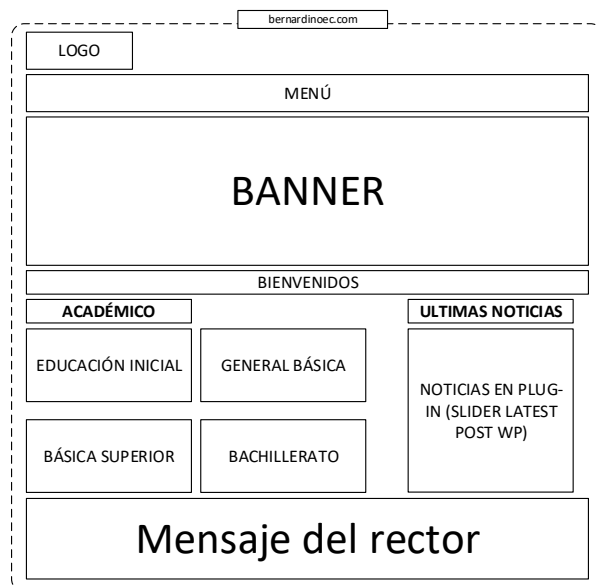 bernardinoec.com
LOGO
MENÚ
BANNER
BIENVENIDOS
ACADÉMICO
ULTIMAS NOTICIAS
EDUCACIÓN INICIAL
GENERAL BÁSICA
NOTICIAS EN PLUG-
IN (SLIDER LATEST
POST WP)
BÁSICA SUPERIOR
BACHILLERATO
Mensaje del rector